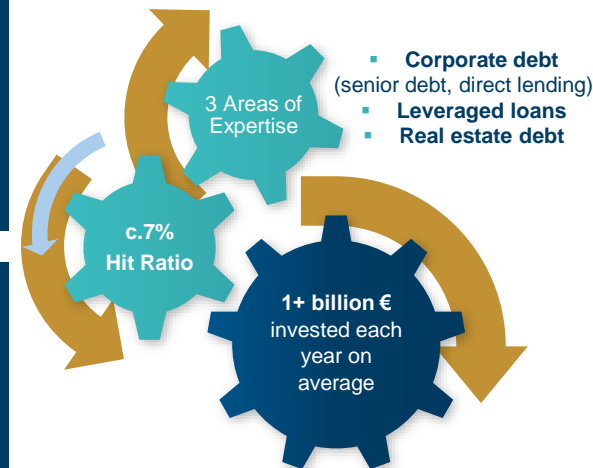 3 Areas of
Expertise
▪ Corporate debt
(senior debt, direct lending)
▪ Leveraged loans
▪ Real estate debt
c.7%
Hit Ratio
1+ billion €
invested each
year on
average